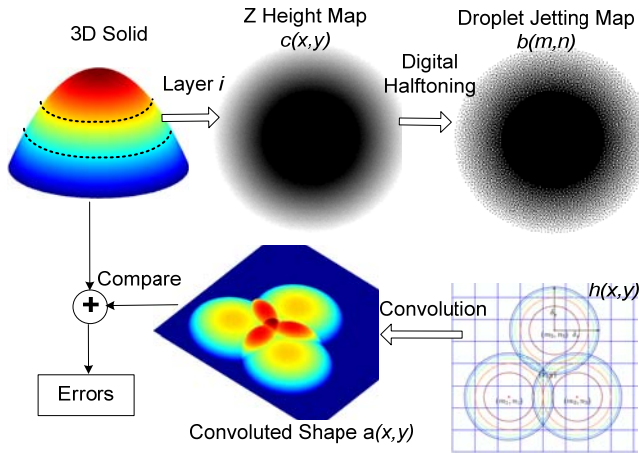 3D Solid
Z Height Map
c(x,y)
Droplet Jetting Map
b(m,n)
Layer i
Digital
Halftoning
Compare
+
Errors
Convolution
h(x,y)
Convoluted Shape a(x,y)